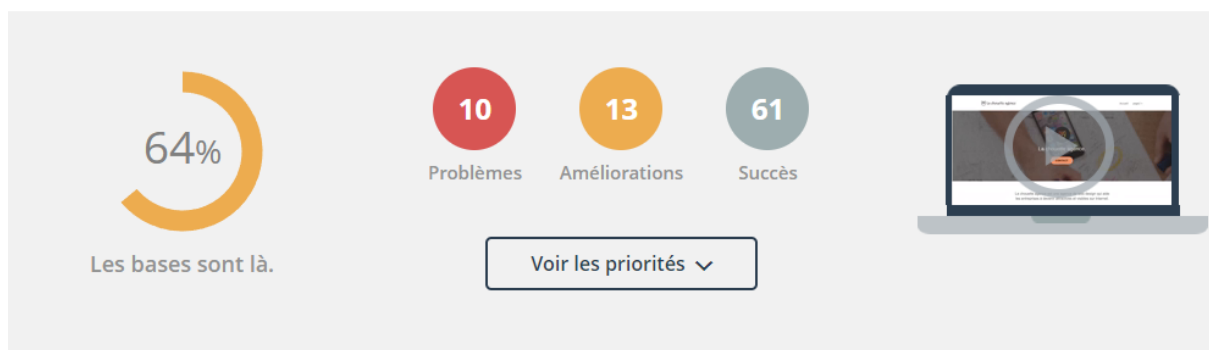 64%
Les bases sont là.
10
13
61
Problèmes
Améliorations
Succès
Voir les priorités